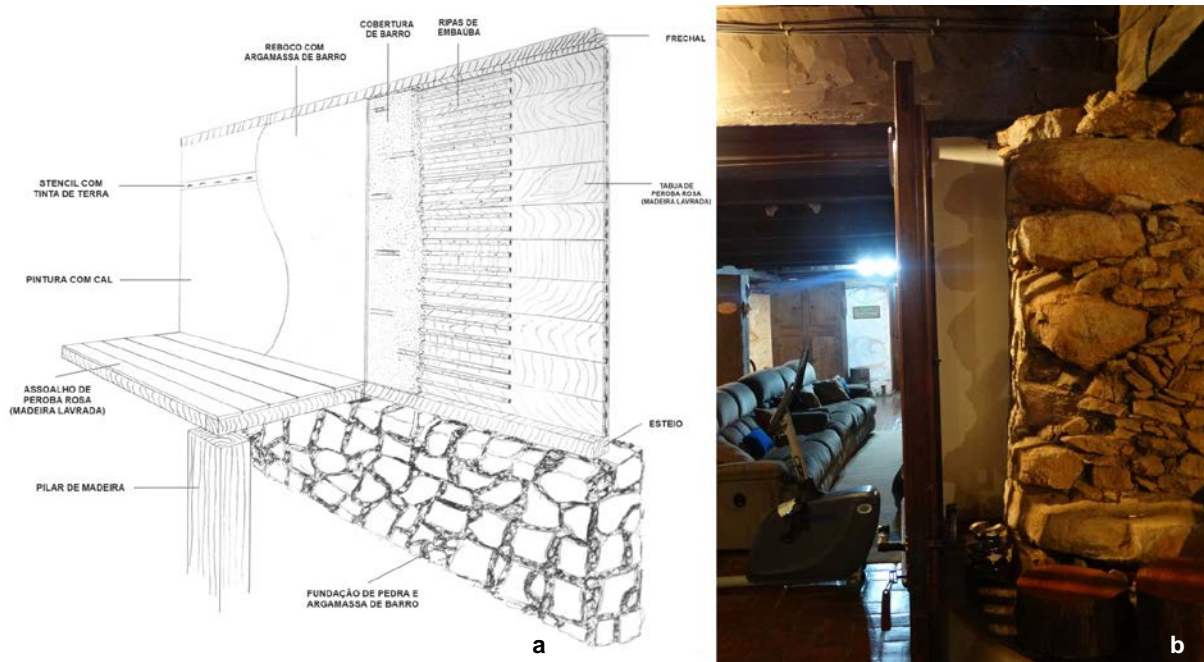 COBERTURA
DE BARRO
RIPAS DE
EMBAÚBA
FRECHAL
REBOCO COM
ARGAMASSA DE BARRO
STENCIL COM
TINTA DE TERRA
TABUA DE
PEROBA ROSA
(MADEIRA LAVRADA)
PINTURA COM CAL
ASSOALHO DE
PEROBA ROSA
(MADEIRA LAVRADA)
ESTEIO
PILAR DE MADEIRA
FUNDAÇÃO DE PEDRA E
ARGAMASSA DE BARRO
a
b